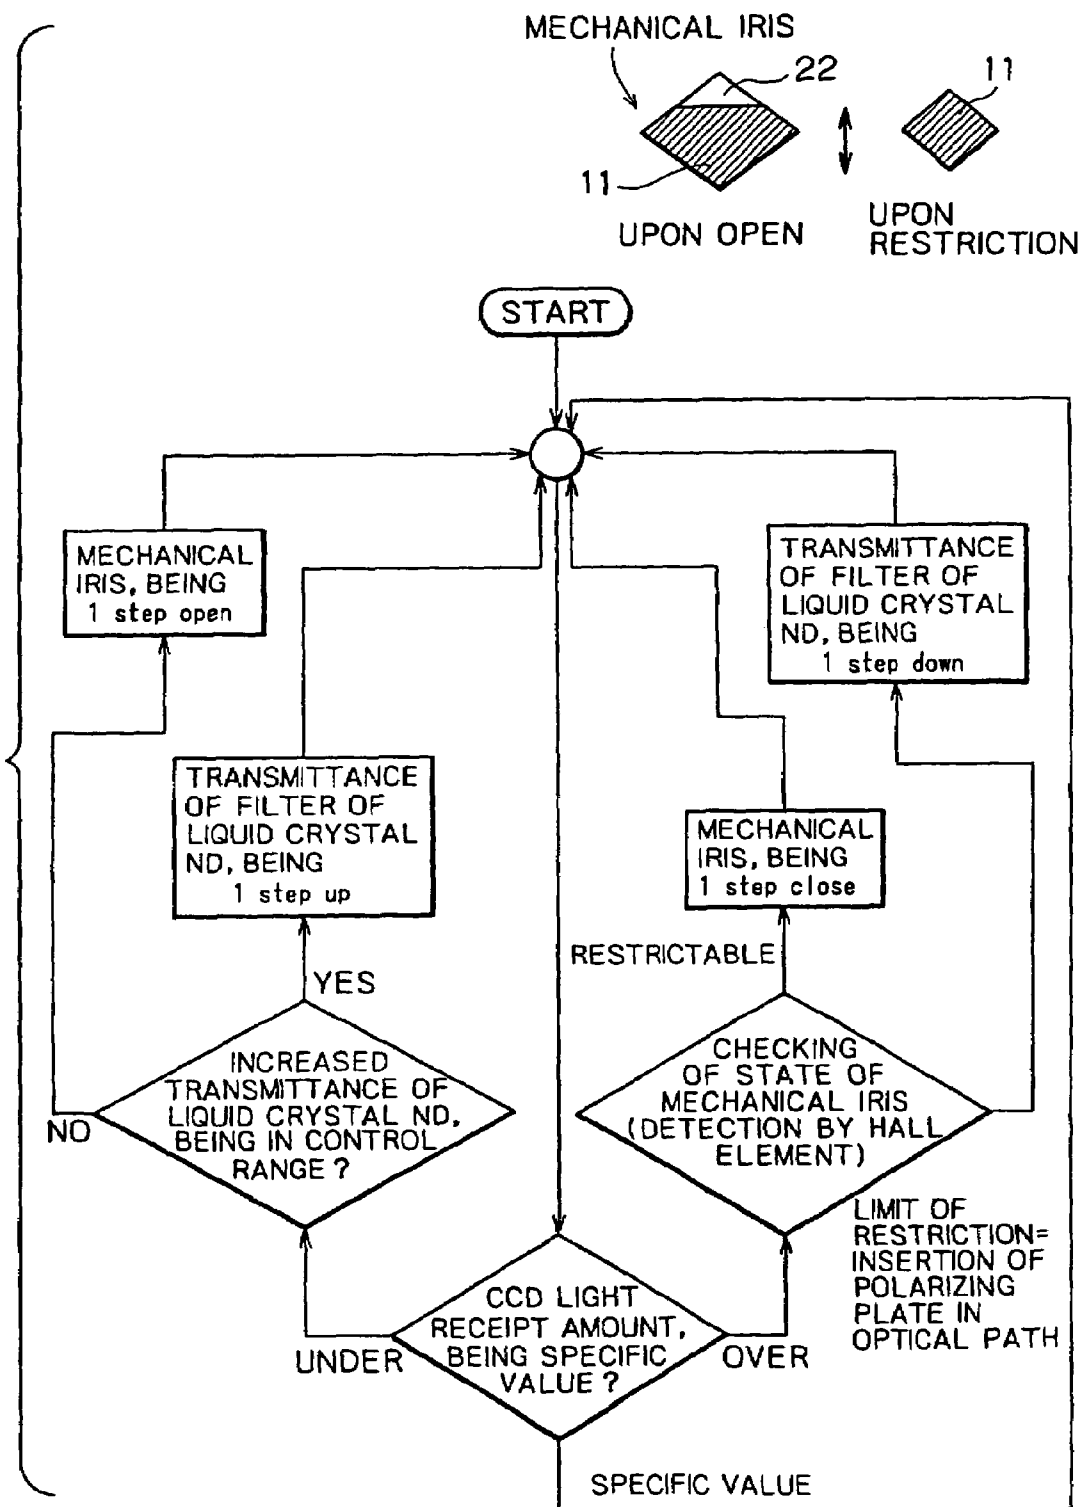 MECHANICAL IRIS
22
11
11
UPON OPEN
UPON
RESTRICTION
START
MECHANICAL
IRIS, BEING
1 step open
TRANSMITTANCE
OF FILTER OF
LIQUID CRYSTAL
ND, BEING
1 step down
TRANSMITTANCE
OF FILTER OF
LIQUID CRYSTAL
ND, BEING
1 step up
MECHANICAL
IRIS, BEING
1 step close
RESTRICTABLE
YES
INCREASED
TRANSMITTANCE OF
LIQUID CRYSTAL ND,
BEING IN CONTROL
RANGE ?
NO
CHECKING
OF STATE OF
MECHANICAL IRIS
(DETECTION BY HALL
ELEMENT)
LIMIT OF
RESTRICTION=
INSERTION OF
POLARIZING
PLATE IN
OPTICAL PATH
CCD LIGHT
RECEIPT AMOUNT,
BEING SPECIFIC
VALUE ?
UNDER
OVER
SPECIFIC VALUE